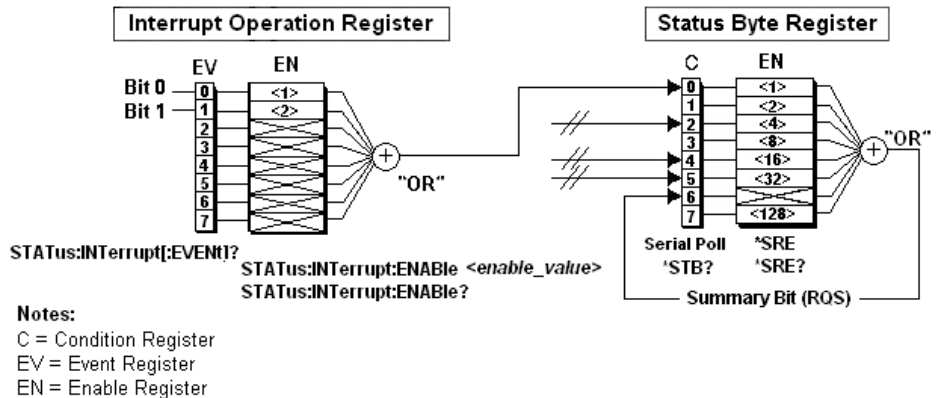 Interrupt Operation Register
Status Byte Register
EV
EN
Bit 0
Bit 1
0
1
2
3
4
5
6
7
<1>
<2>
"OR"
STATus:INTerrupt[:EVENt]?
STATus:INTerrupt:ENABle <enable_value>
STATus:INTerrupt:ENABle?
C
EN
0
1
2
3
4
5
6
7
<1>
<2>
<4>
<8>
<16>
<32>
<128>
"OR"
Serial Poll
*STB?
*SRE
*SRE?
Summary Bit (RQS)
Notes:
C = Condition Register
EV = Event Register
EN = Enable Register